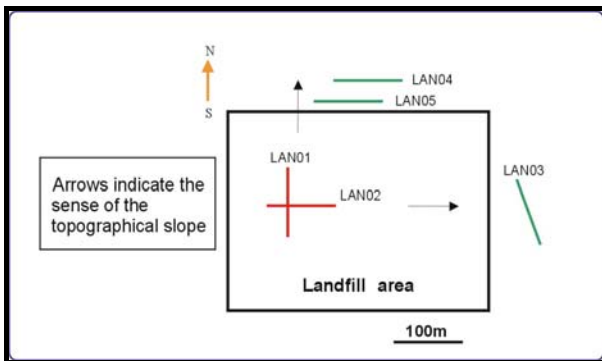 N
S
LAN04
LAN05
LAN01
LAN02
LAN03
Arrows indicate the
sense of the
topographical slope
Landfill area
100m